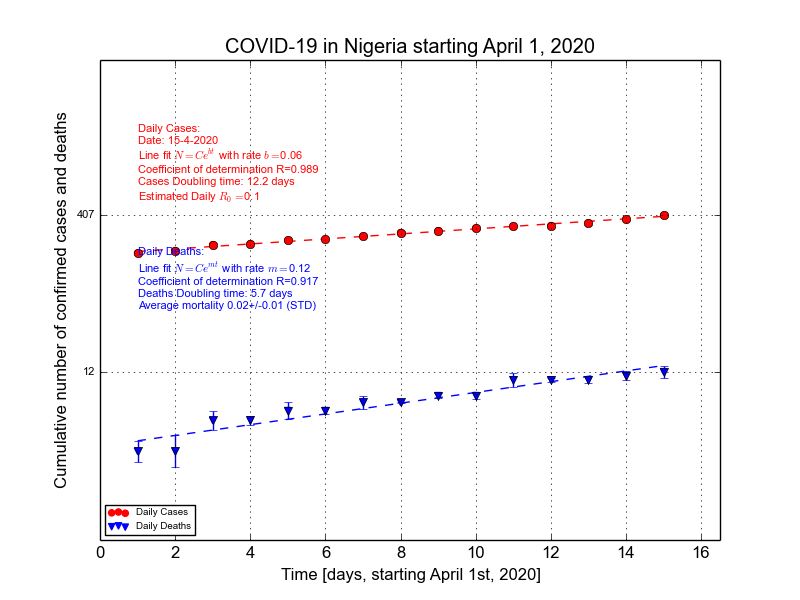 COVID-19 in Nigeria starting April 1, 2020
Cumulative number of confirmed cases and deaths
Daily Cases:
Date: 15-4-2020
Line fit N=Ce^{bt} with rate b=0.06
Coefficient of determination R=0.989
Cases Doubling time: 12.2 days
Estimated Daily R_0=0.1
407
Daily Deaths:
Line fit N=Ce^{mt} with rate m=0.12
Coefficient of determination R=0.917
Deaths Doubling time: 5.7 days
Average mortality 0.02+/-0.01 (STD)
12
Daily Cases
Daily Deaths
0 2 4 6 8 10 12 14 16
Time [days, starting April 1st, 2020]